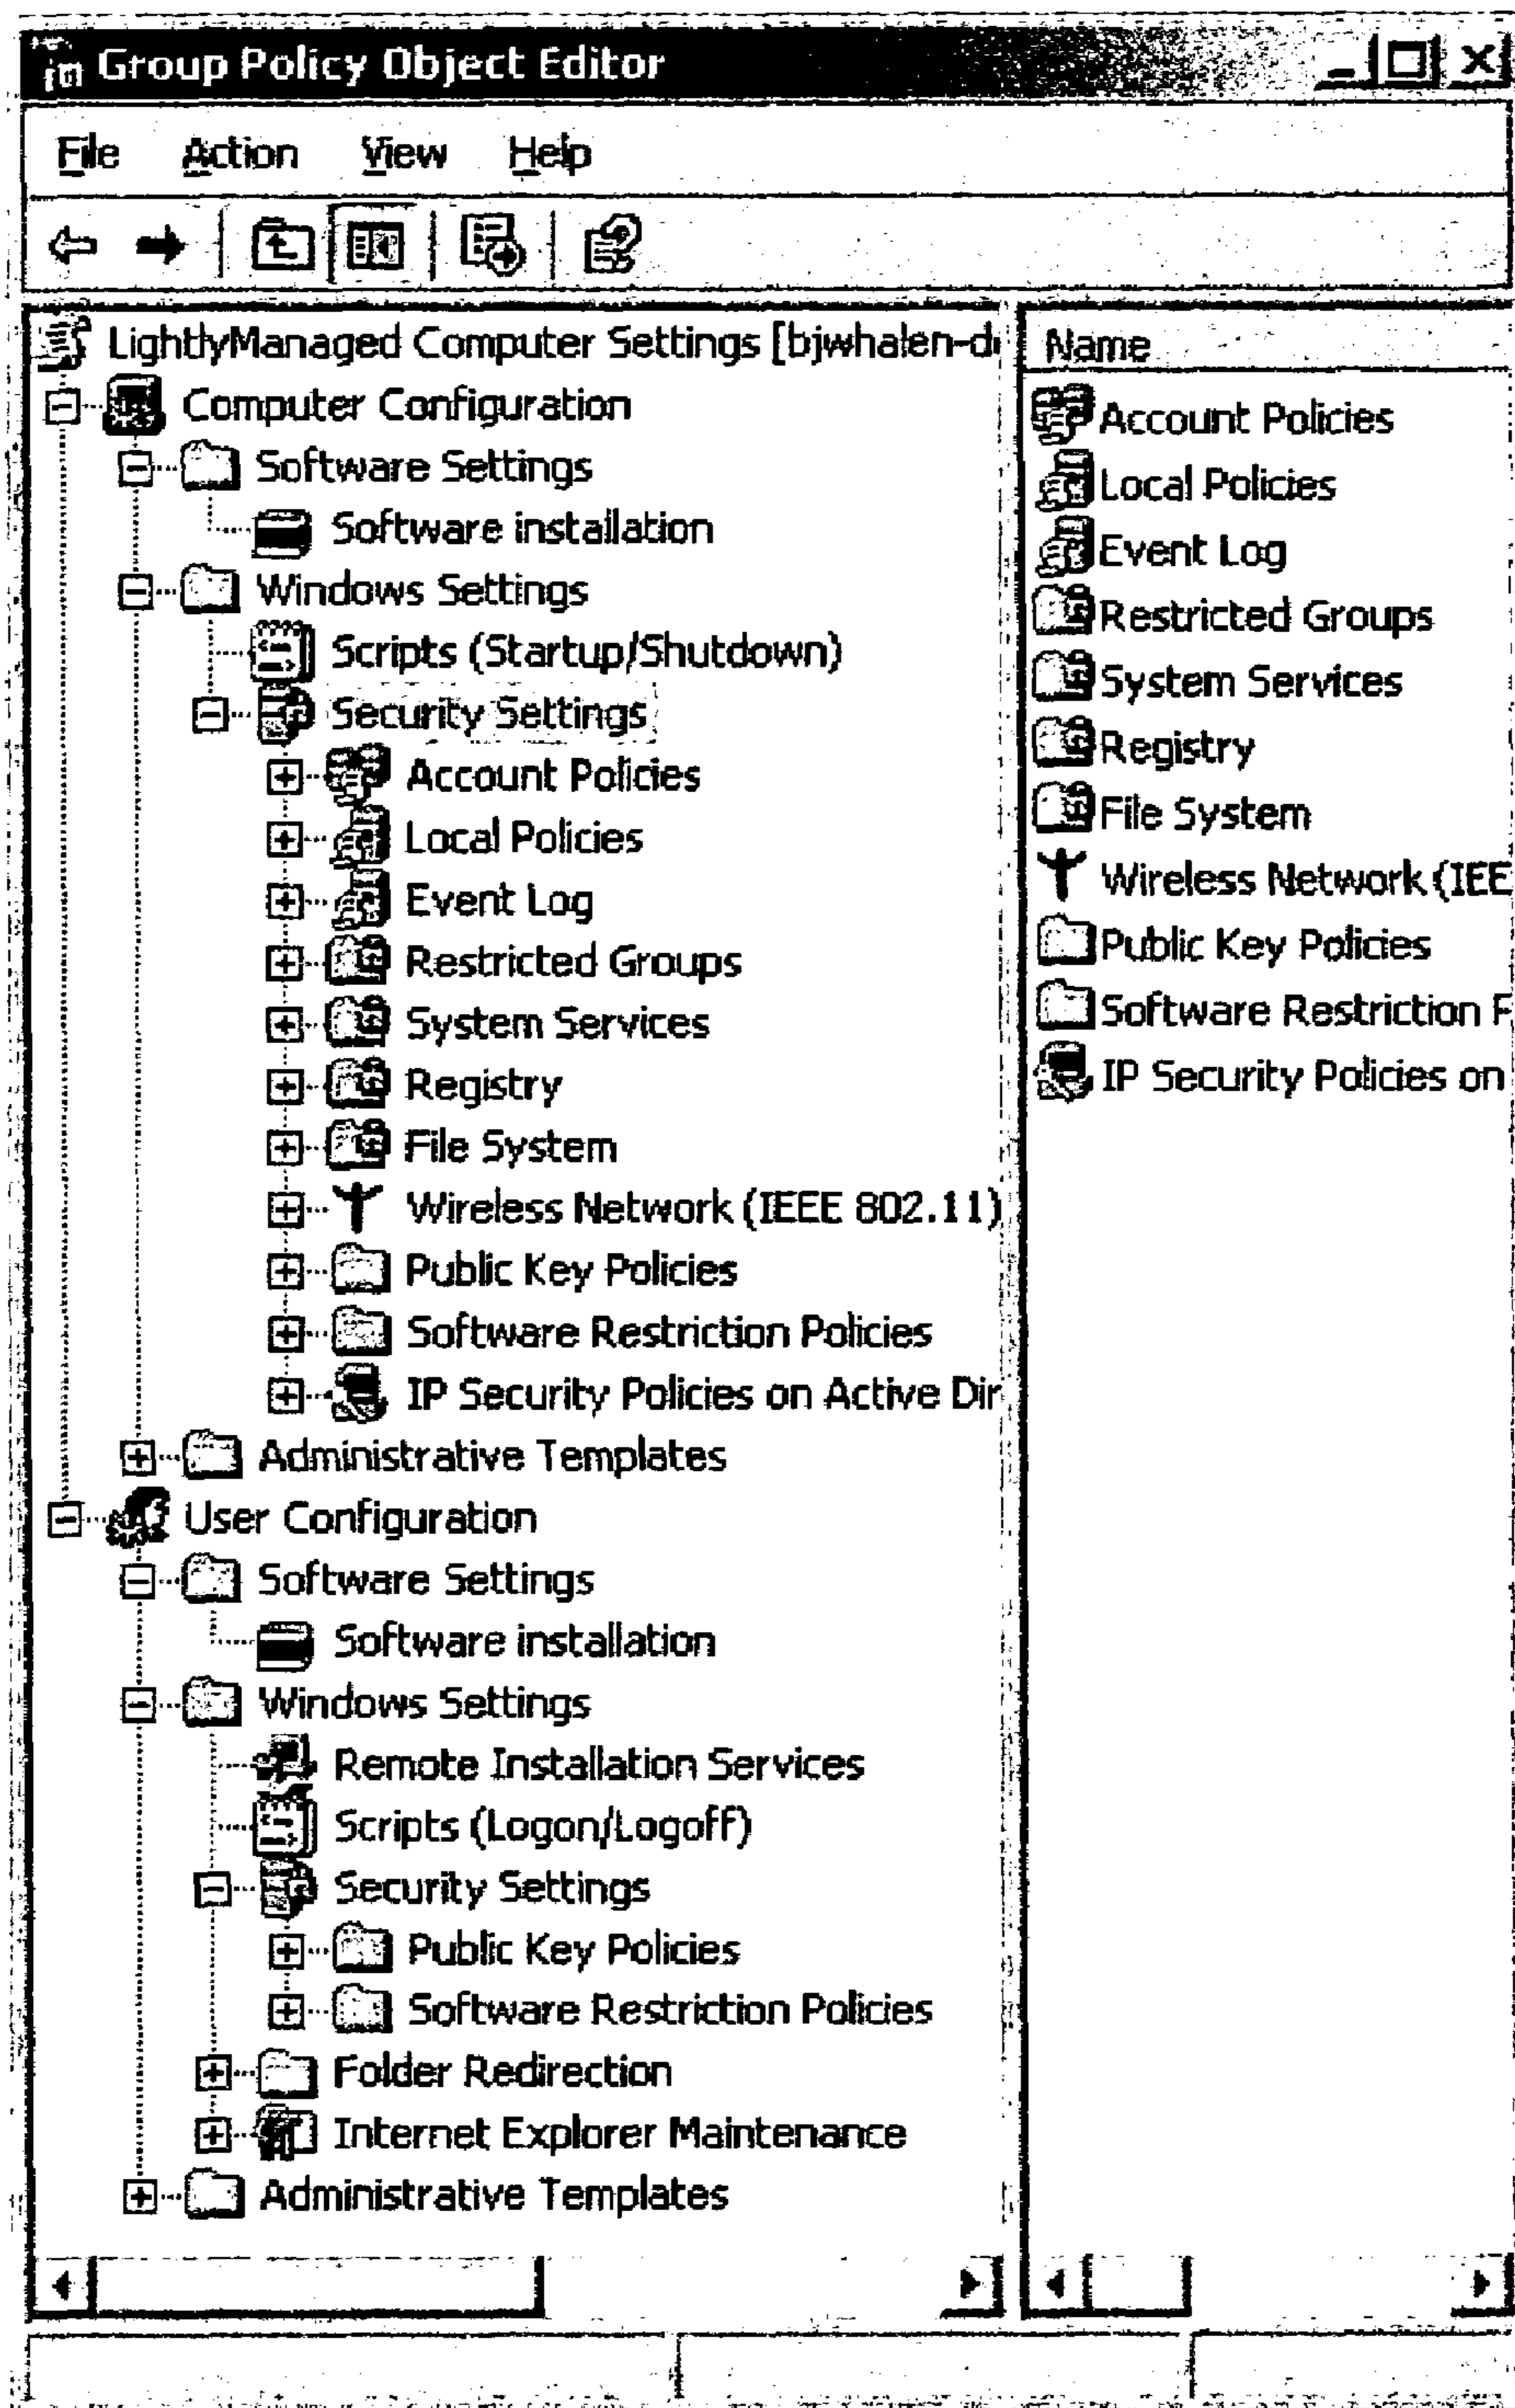 Group Policy Object Editor
File Action View Help
LightlyManaged Computer Settings [bjwhalen-d
Computer Configuration
Software Settings
Software installation
Windows Settings
Scripts (Startup/Shutdown)
Security Settings
Account Policies
Local Policies
Event Log
Restricted Groups
System Services
Registry
File System
Wireless Network (IEEE 802.11)
Public Key Policies
Software Restriction Policies
IP Security Policies on Active Dir
Administrative Templates
User Configuration
Software Settings
Software installation
Windows Settings
Remote Installation Services
Scripts (Logon/Logoff)
Security Settings
Public Key Policies
Software Restriction Policies
Folder Redirection
Internet Explorer Maintenance
Administrative Templates
Name
Account Policies
Local Policies
Event Log
Restricted Groups
System Services
Registry
File System
Wireless Network (IEE
Public Key Policies
Software Restriction P
IP Security Policies on